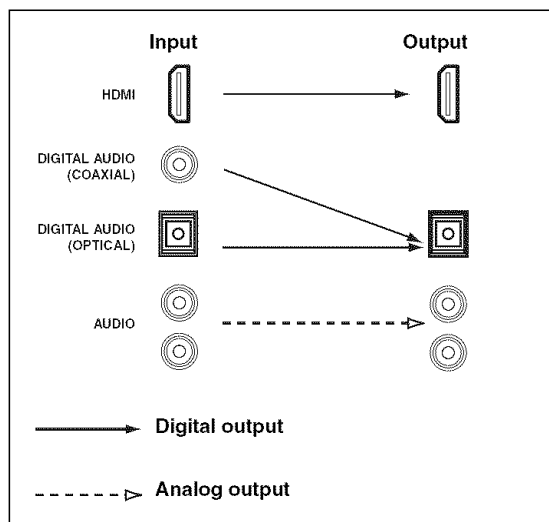 Input Output
HDMI
DIGITAL AUDIO
(COAXIAL)
DIGITAL AUDIO
(OPTICAL)
AUDIO
Digital output
Analog output